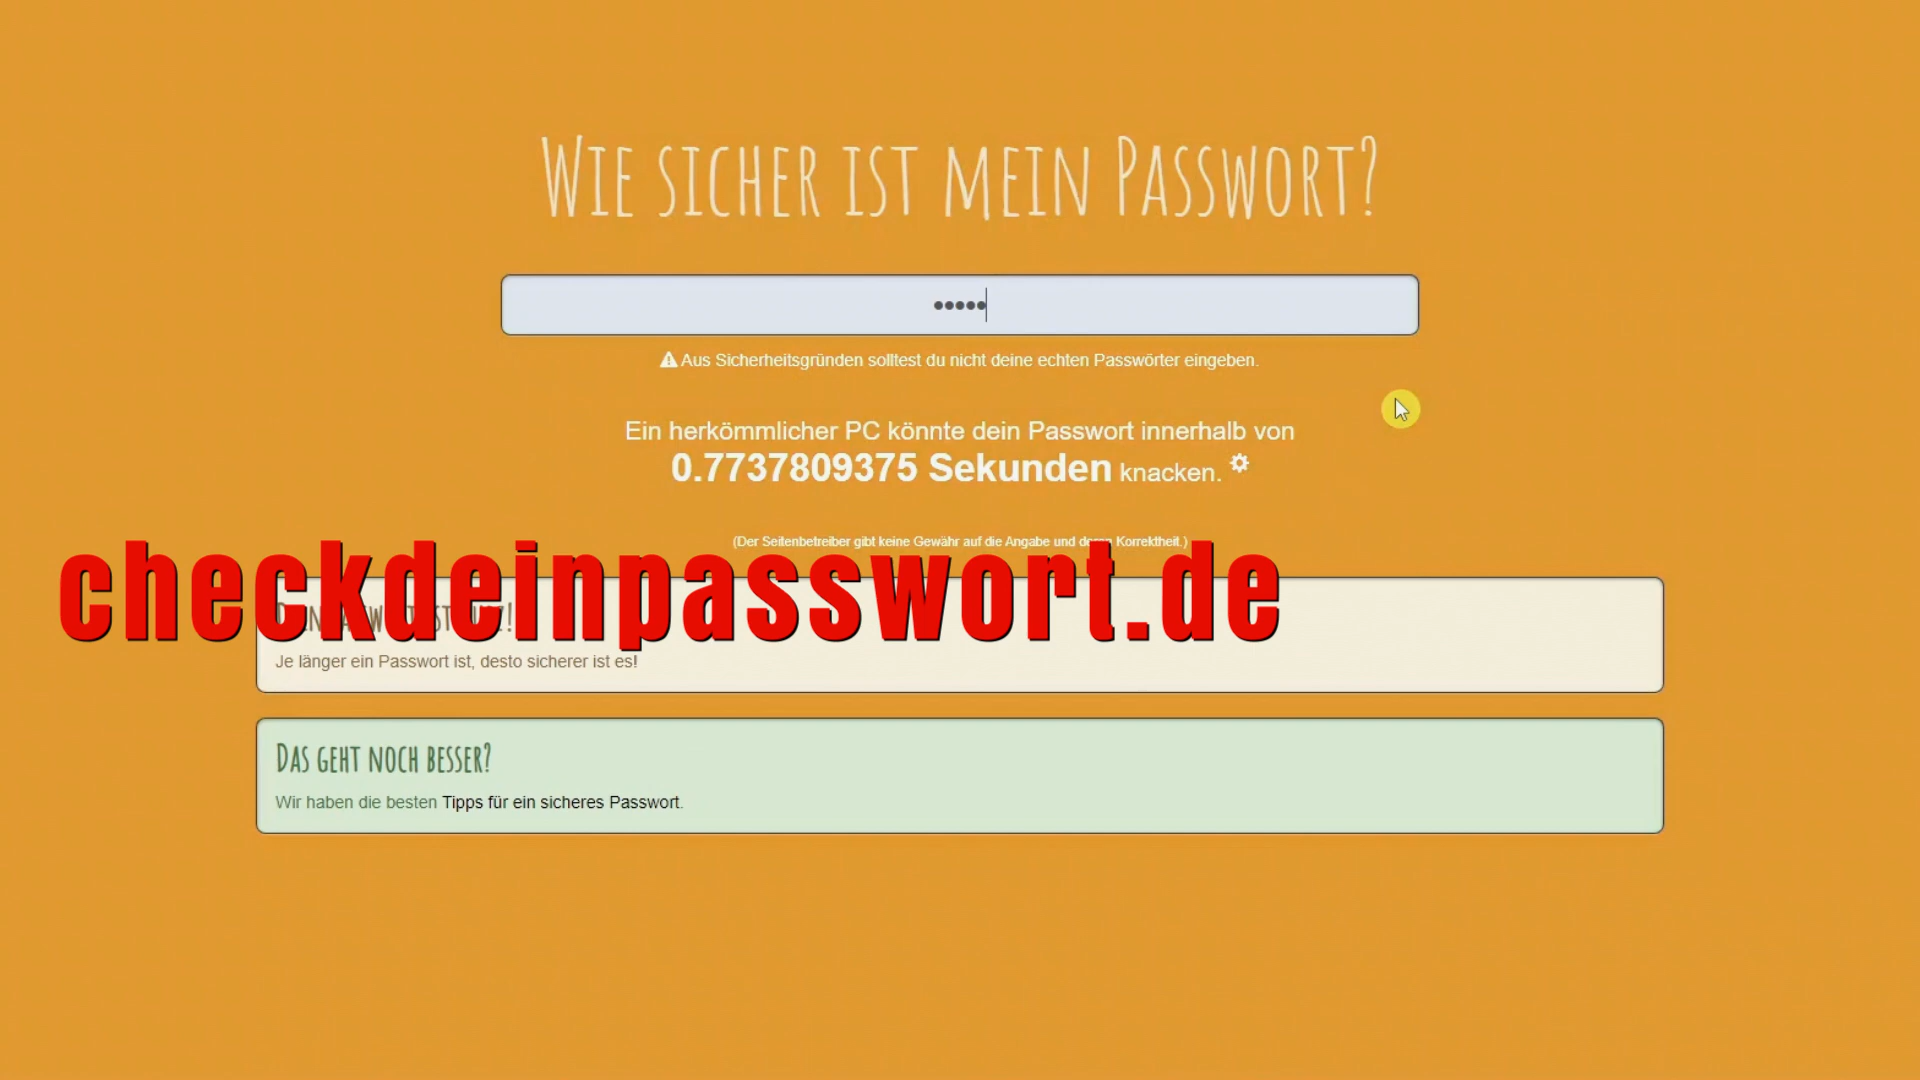 Wie sicher ist mein Passwort?
•••••
Aus Sicherheitsgründen solltest du nicht deine echten Passwörter eingeben.
Ein herkömmlicher PC könnte dein Passwort innerhalb von
0.7737809375 Sekunden knacken.
(Der Seitenbetreiber gibt keine Gewähr auf die Angabe und deren Korrektheit.)
checkdeinpasswort.de
Je länger ein Passwort ist, desto sicherer ist es!
Das geht noch besser?
Wir haben die besten Tipps für ein sicheres Passwort.